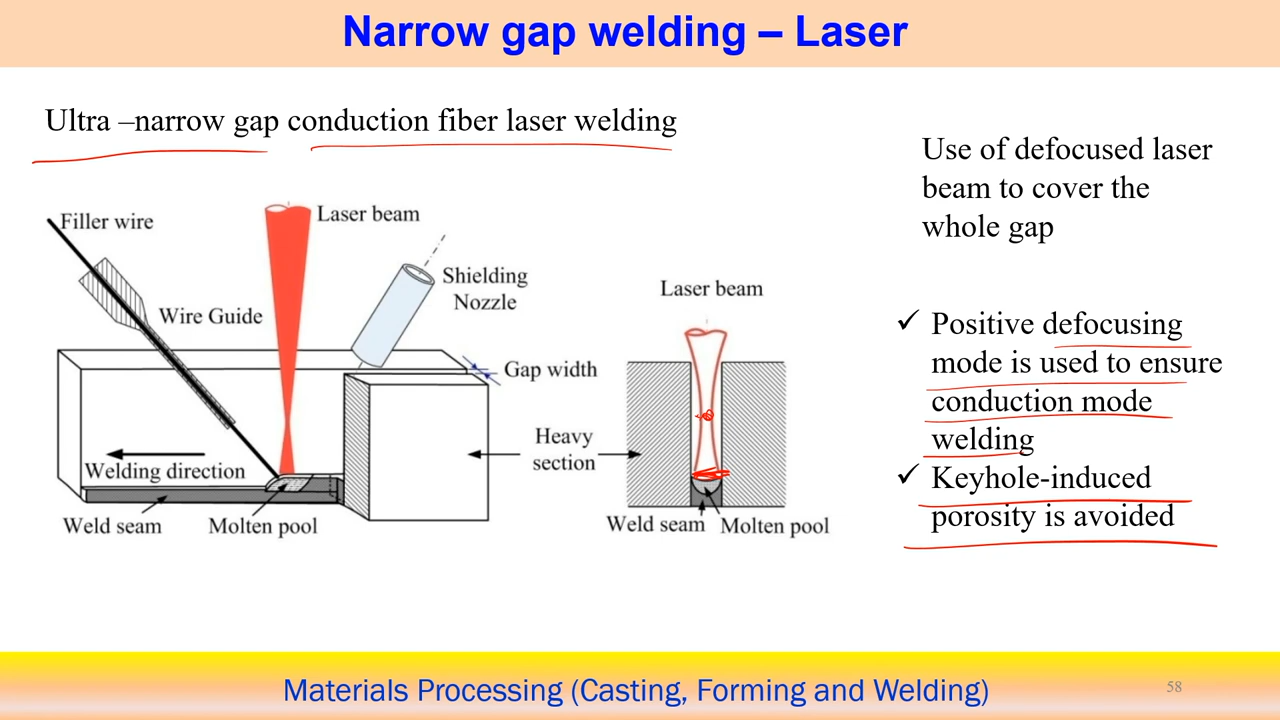 Narrow gap welding – Laser
Ultra –narrow gap conduction fiber laser welding
Use of defocused laser
beam to cover the
whole gap
Filler wire
Laser beam
Shielding
Nozzle
Wire Guide
Gap width
Heavy
section
Welding direction
Weld seam
Molten pool
Laser beam
Weld seam
Molten pool
✓ Positive defocusing
mode is used to ensure
conduction mode
welding
✓ Keyhole-induced
porosity is avoided
Materials Processing (Casting, Forming and Welding)
58